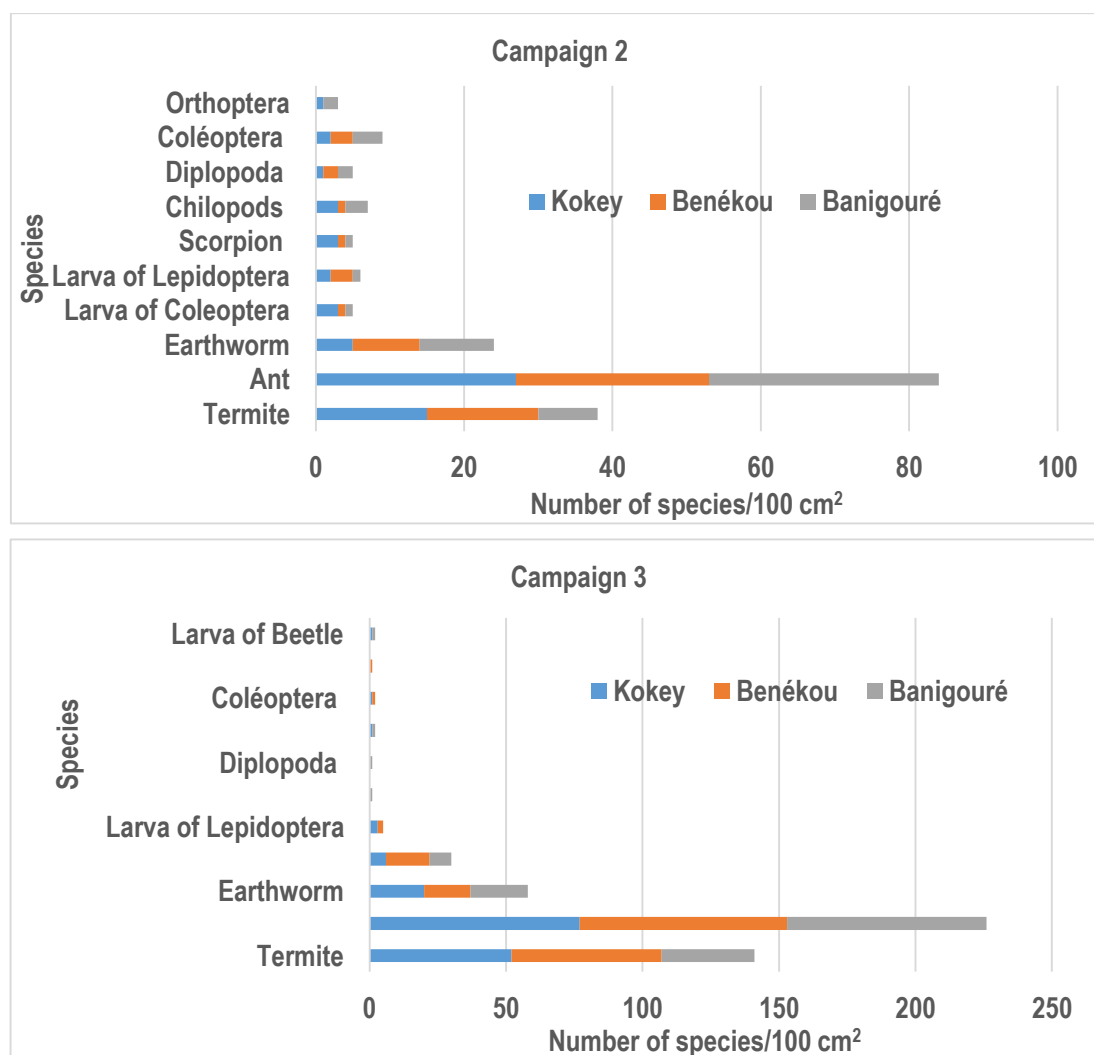 Campaign 2
Species
Orthoptera
Coléoptera
Diplopoda
Chilopods
Scorpion
Larva of Lepidoptera
Larva of Coleoptera
Earthworm
Ant
Termite
Kokey Benékou Banigouré
0 20 40 60 80 100
Number of species/100 cm²
Campaign 3
Species
Larva of Beetle
Coléoptera
Diplopoda
Larva of Lepidoptera
Earthworm
Termite
Kokey Benékou Banigouré
0 50 100 150 200 250
Number of species/100 cm²